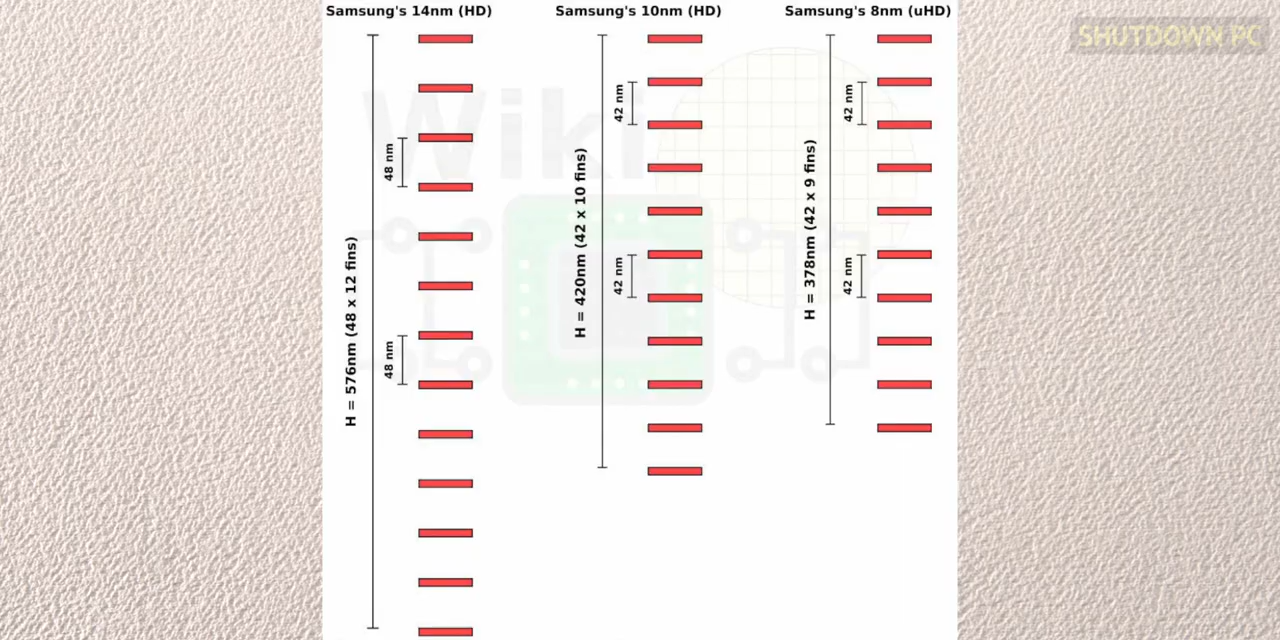 Samsung's 14nm (HD)
Samsung's 10nm (HD)
Samsung's 8nm (uHD)
SHUTDOWN PC
Wiki
48 nm
48 nm
H = 576nm (48 x 12 fins)
42 nm
42 nm
H = 420nm (42 x 10 fins)
42 nm
42 nm
H = 378nm (42 x 9 fins)